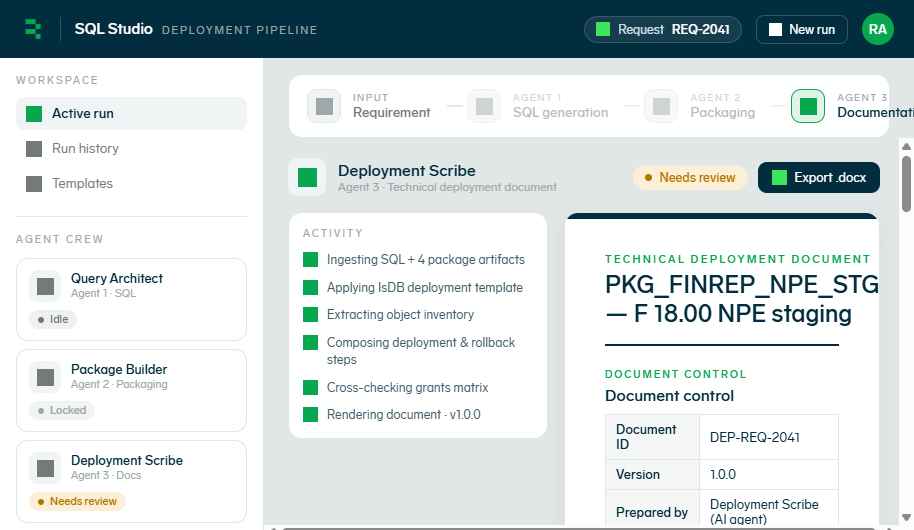 SQL Studio DEPLOYMENT PIPELINE
Request REQ-2041
New run
RA
WORKSPACE
Active run
Run history
Templates
AGENT CREW
Query Architect
Agent 1 · SQL
Idle
Package Builder
Agent 2 · Packaging
Locked
Deployment Scribe
Agent 3 · Docs
Needs review
INPUT
Requirement
AGENT 1
SQL generation
AGENT 2
Packaging
AGENT 3
Documentati
Deployment Scribe
Agent 3 · Technical deployment document
Needs review
Export .docx
ACTIVITY
Ingesting SQL + 4 package artifacts
Applying IsDB deployment template
Extracting object inventory
Composing deployment & rollback
steps
Cross-checking grants matrix
Rendering document · v1.0.0
TECHNICAL DEPLOYMENT DOCUMENT
PKG_FINREP_NPE_STG
— F 18.00 NPE staging
DOCUMENT CONTROL
Document control
Document
ID
DEP-REQ-2041
Version
1.0.0
Prepared by
Deployment Scribe
(AI agent)